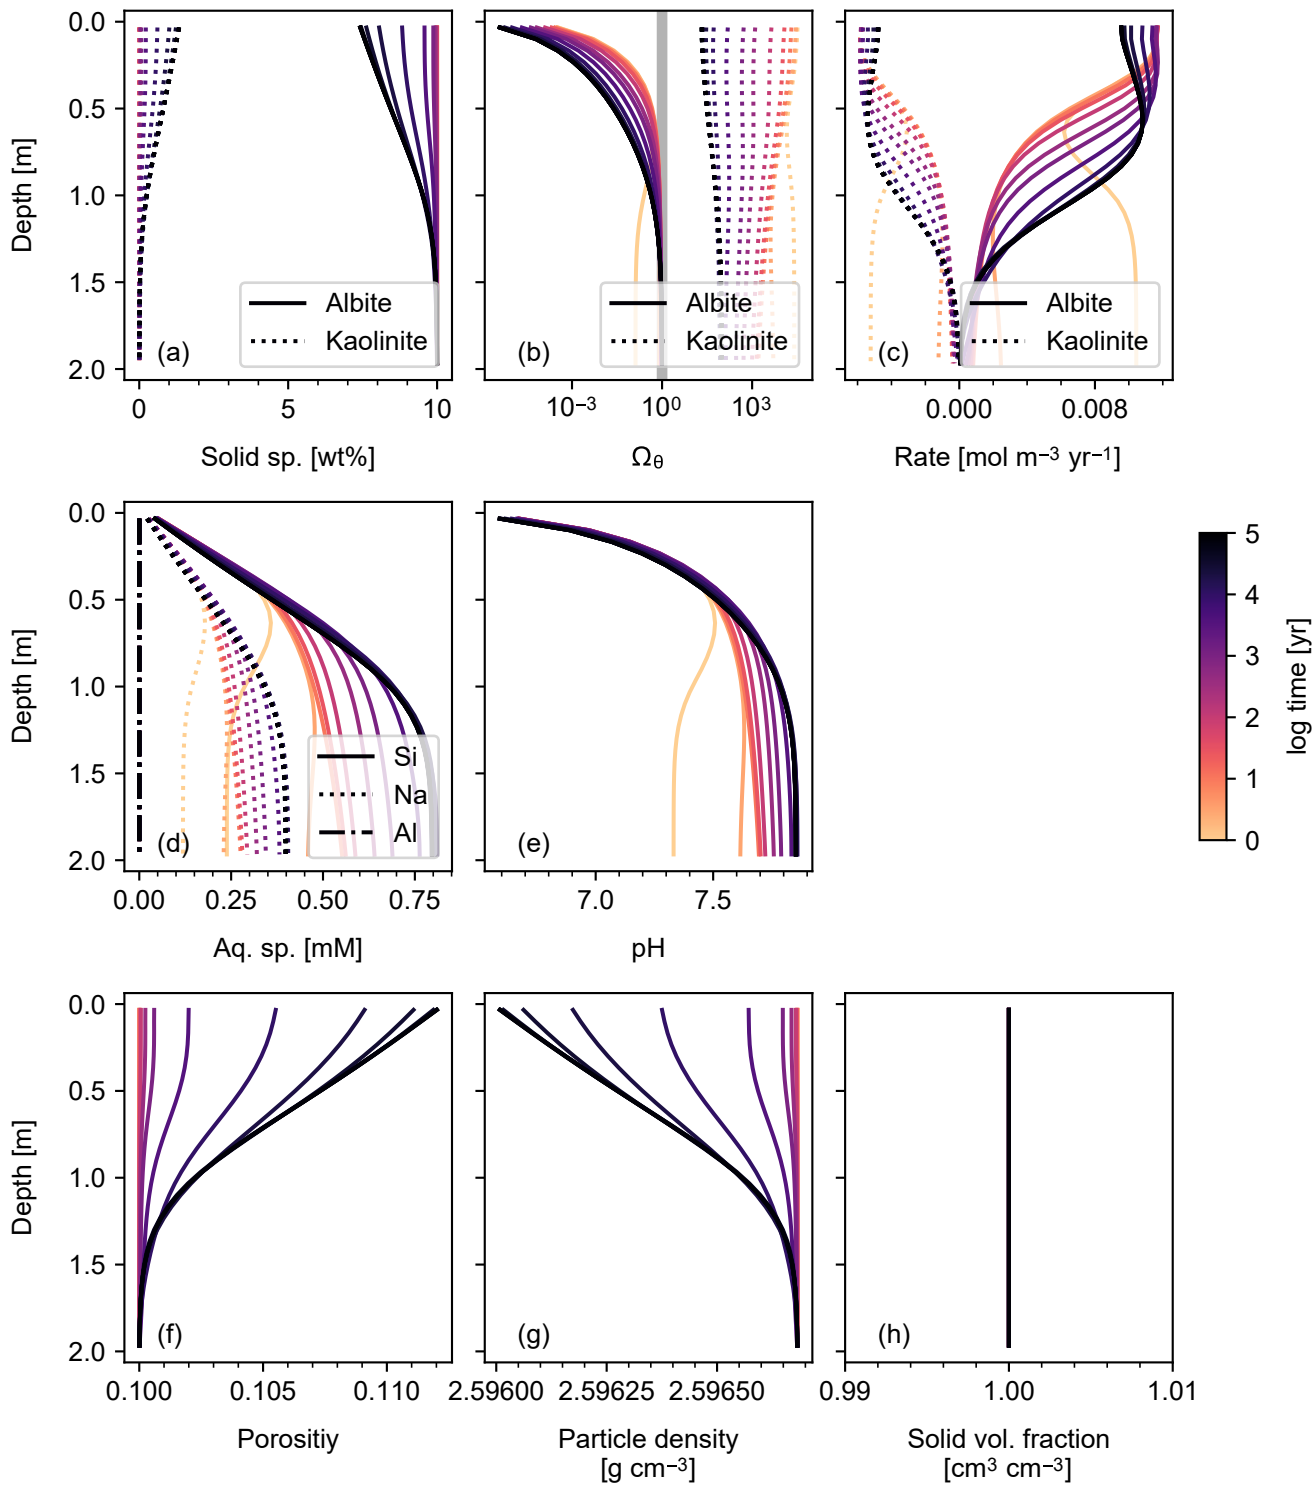 0.0
0.5
1.0
1.5
2.0
Depth [m]
Albite
Kaolinite
(a)
0
5
10
Solid sp. [wt%]
Albite
Kaolinite
(b)
10⁻³
10⁰
10³
Ωθ
Albite
Kaolinite
(c)
0.000
0.008
Rate [mol m⁻³ yr⁻¹]
0.0
0.5
1.0
1.5
2.0
Depth [m]
Si
Na
Al
(d)
0.00
0.25
0.50
0.75
Aq. sp. [mM]
(e)
7.0
7.5
pH
5
4
3
2
1
0
log time [yr]
0.0
0.5
1.0
1.5
2.0
Depth [m]
(f)
0.100
0.105
0.110
Porositiy
(g)
2.59600
2.59625
2.59650
Particle density
[g cm⁻³]
(h)
0.99
1.00
1.01
Solid vol. fraction
[cm³ cm⁻³]